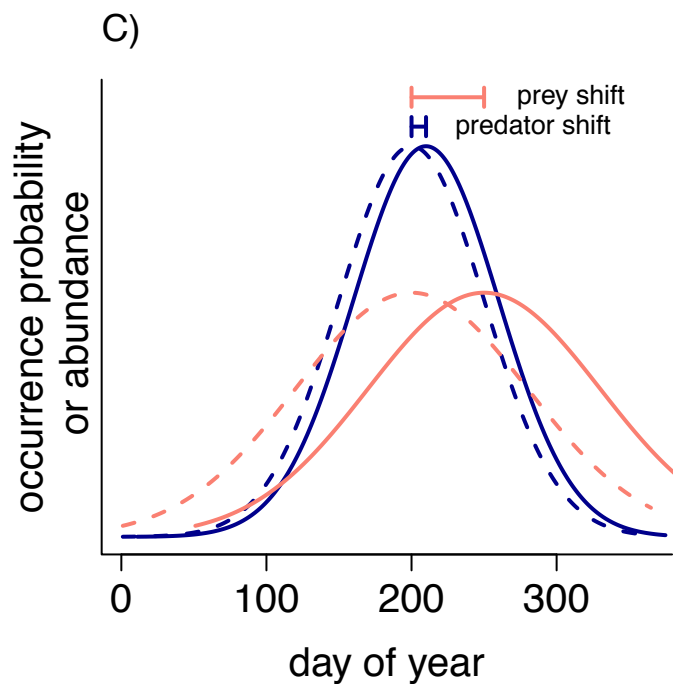 C)
prey shift
predator shift
occurrence probability
or abundance
0 100 200 300
day of year